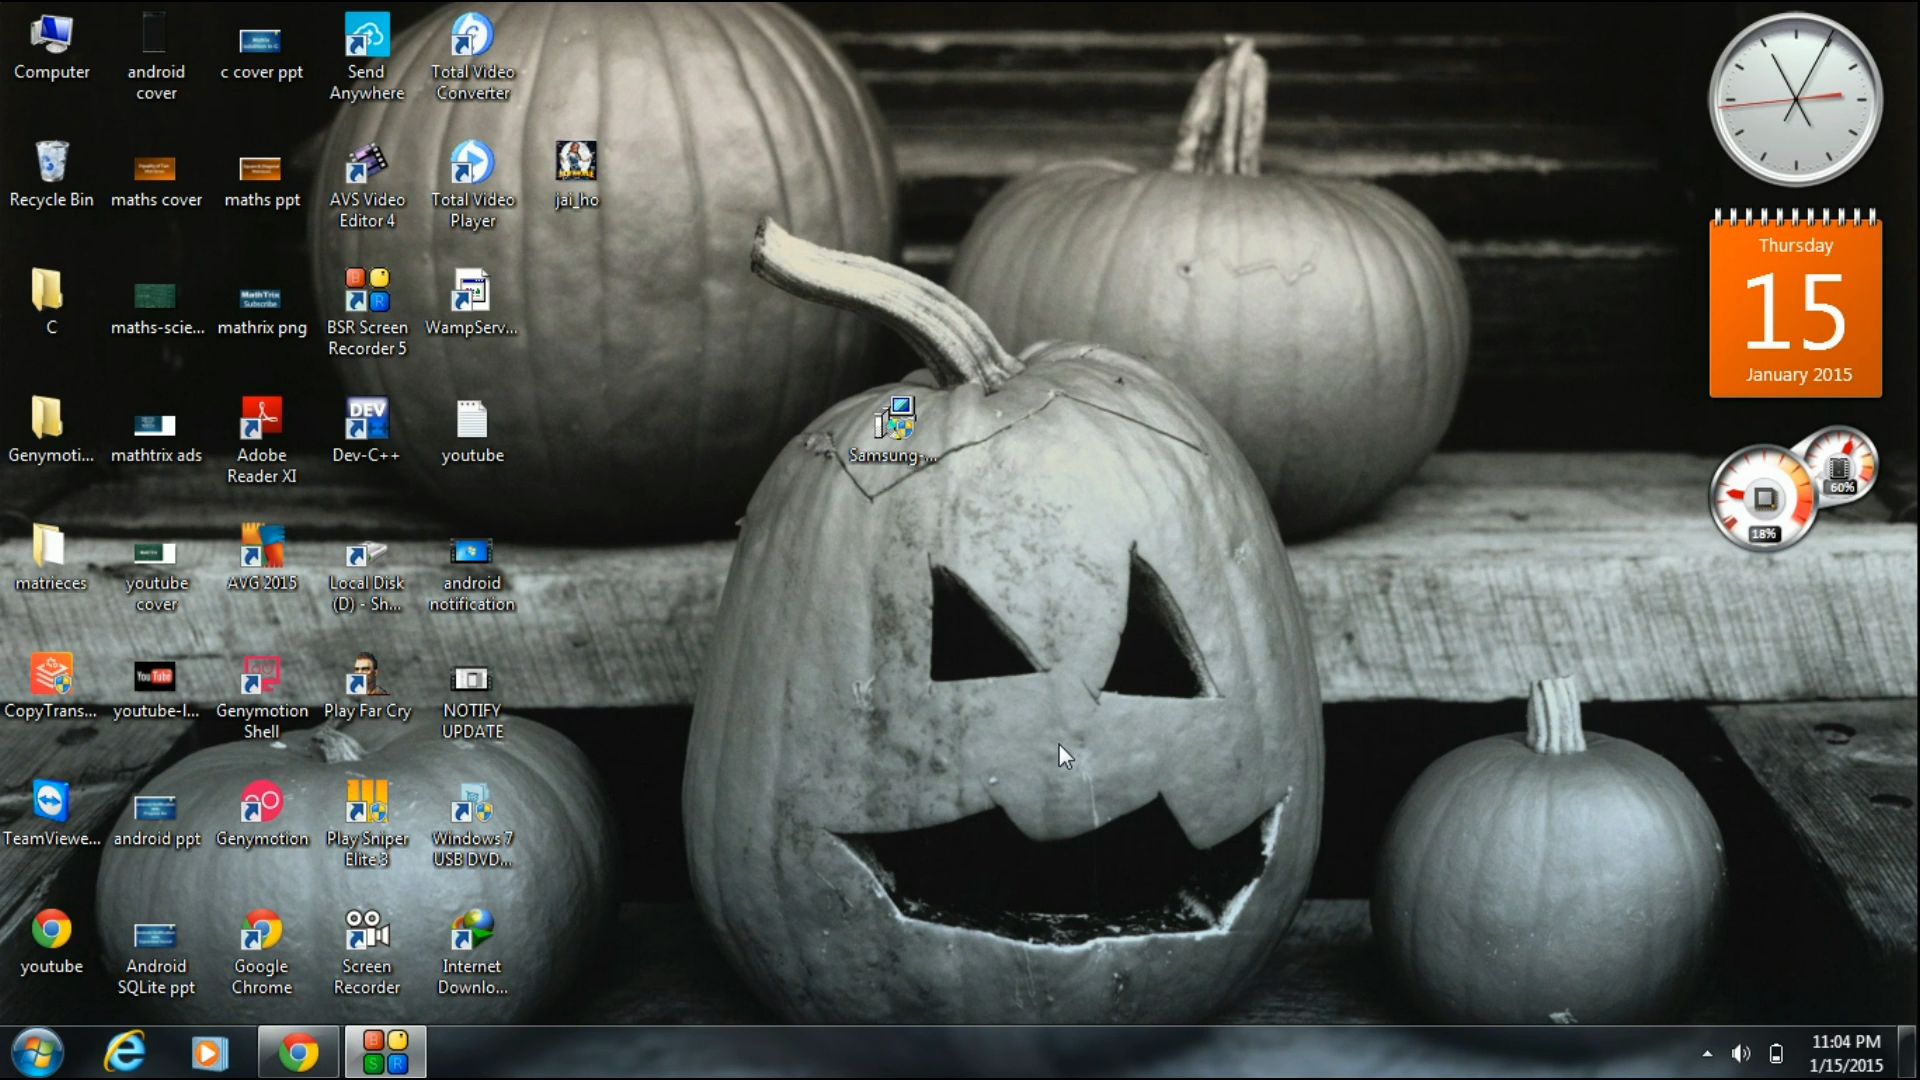 Computer
android
cover
c cover ppt
Send
Anywhere
Total Video
Converter
Recycle Bin
maths cover
maths ppt
AVS Video
Editor 4
Total Video
Player
jai_ho
C
maths-scie...
MathTrix
Subscribe
mathrix png
B
R
BSR Screen
Recorder 5
WampServ...
Genymoti...
mathtrix ads
Adobe
Reader XI
DEV
Dev-C++
youtube
Samsung-...
matrieces
youtube
cover
AVG 2015
Local Disk
(D) - Sh...
android
notification
CopyTrans...
You Tube
youtube-l...
Genymotion
Shell
Play Far Cry
NOTIFY
UPDATE
TeamViewe...
android ppt
Genymotion
Play Sniper
Elite 3
Windows 7
USB DVD...
youtube
Android
SQLite ppt
Google
Chrome
Screen
Recorder
Internet
Downlo...
Thursday
15
January 2015
60%
18%
B
S R
11:04 PM
1/15/2015